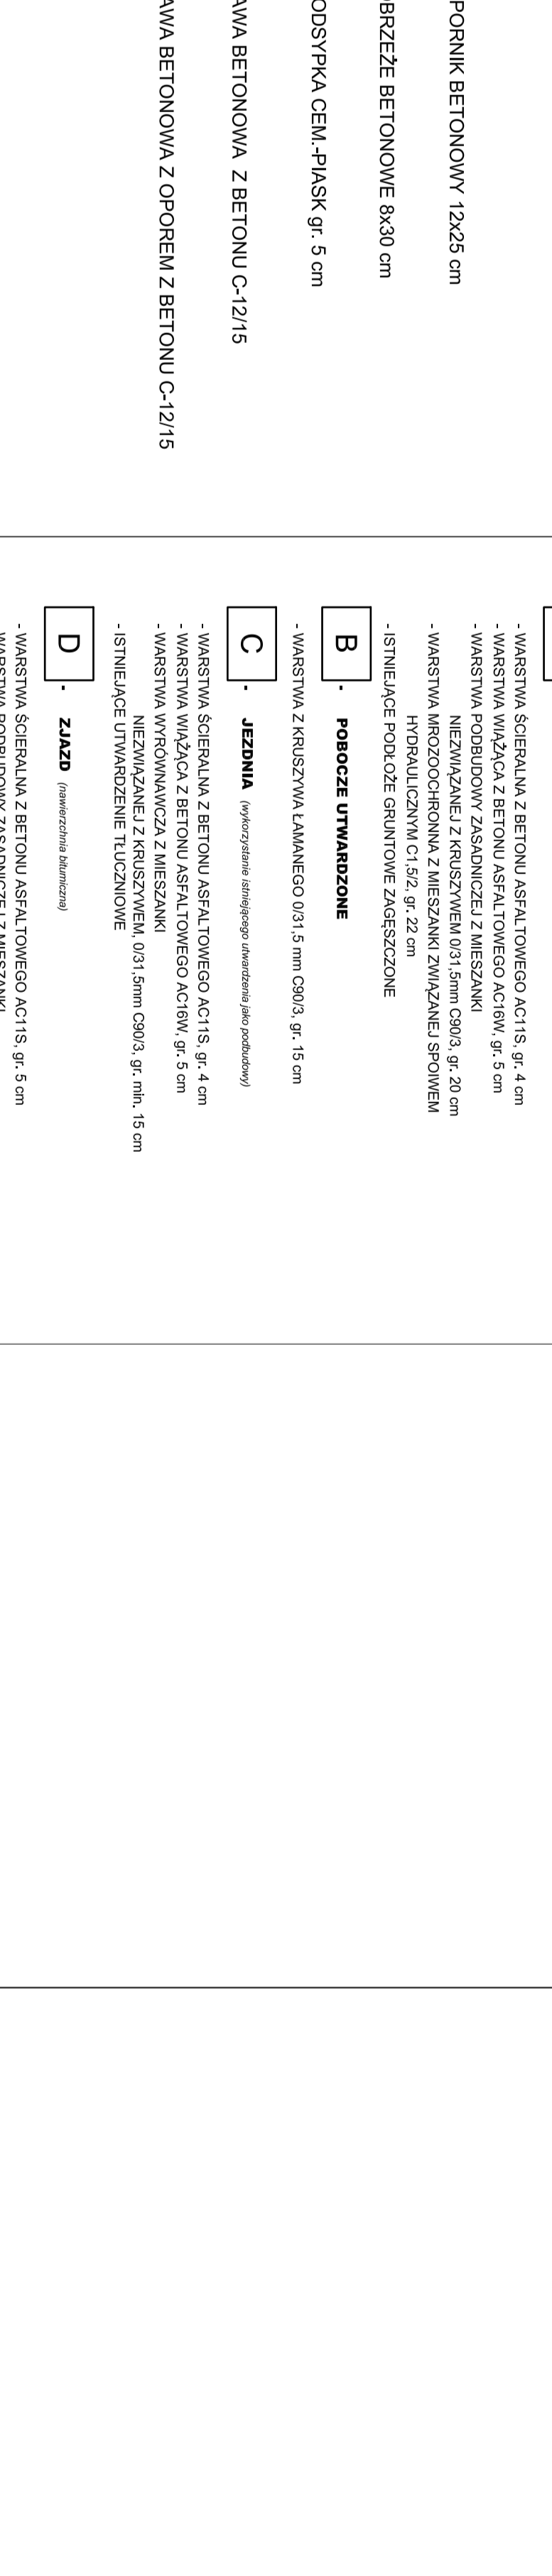 PORNIK BETONOWY 12x25 cm
BRZEŻE BETONOWE 8x30 cm
ODSYPKA CEM.-PIASK gr. 5 cm
AWA BETONOWA Z BETONU C-12/15
AWA BETONOWA Z OPOREM Z BETONU C-12/15
- WARSTWA ŚCIERALNA Z BETONU ASFALTOWEGO AC11S, gr. 4 cm
- WARSTWA WIĄŻĄCA Z BETONU ASFALTOWEGO AC16W, gr. 5 cm
- WARSTWA PODBUDOWY ZASADNICZEJ Z MIESZANKI
NIEZWIĄZANEJ Z KRUSZYWEM 0/31,5mm C90/3, gr. 20 cm
- WARSTWA MROZOOCHRONNA Z MIESZANKI ZWIĄZANEJ SPOIWEM
HYDRAULICZNYM C1,5/2, gr. 22 cm
- ISTNIEJĄCE PODŁOŻE GRUNTOWE ZAGĘSZCZONE
B - POBOCZE UTWARDZONE
- WARSTWA Z KRUSZYWA ŁAMANEGO 0/31,5 mm C90/3, gr. 15 cm
C - JEZDNIA (wykorzystanie istniejącego utwardzenia jako podbudowy)
- WARSTWA ŚCIERALNA Z BETONU ASFALTOWEGO AC11S, gr. 4 cm
- WARSTWA WIĄŻĄCA Z BETONU ASFALTOWEGO AC16W, gr. 5 cm
- WARSTWA WYRÓWNAWCZA Z MIESZANKI
NIEZWIĄZANEJ Z KRUSZYWEM, 0/31,5mm C90/3, gr. min. 15 cm
- ISTNIEJĄCE UTWARDZENIE TŁUCZNIOWE
D - ZJAZD (nawierzchnia bitumiczna)
- WARSTWA ŚCIERALNA Z BETONU ASFALTOWEGO AC11S, gr. 5 cm
WARSTWA PODBUDOWY ZASADNICZEJ Z MIESZANKI